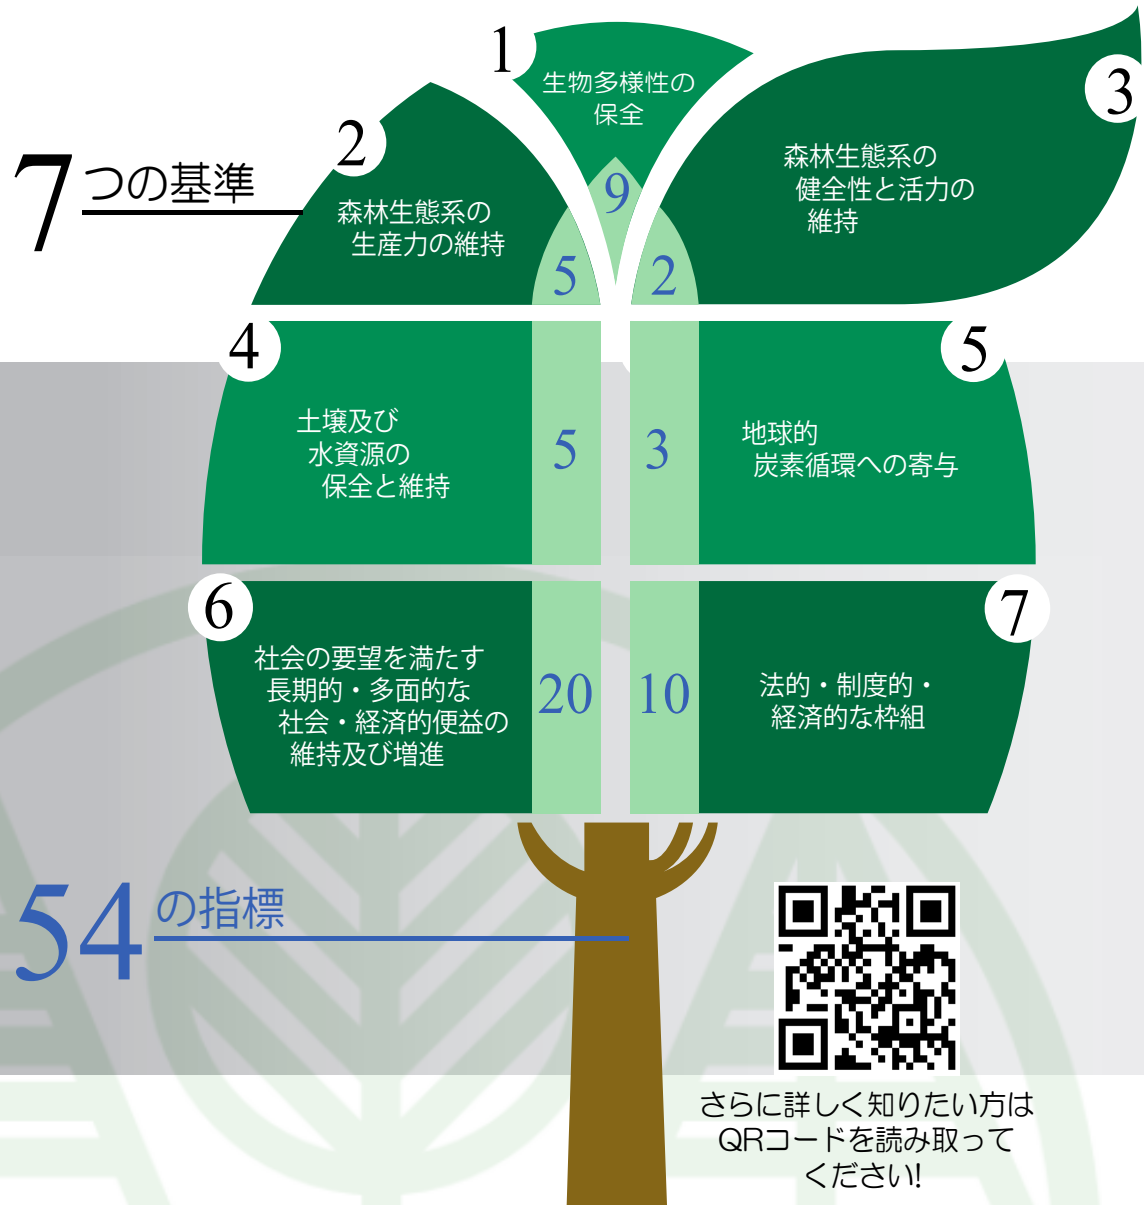 7つの基準
1
生物多様性の
保全
9
2
森林生態系の
生産力の維持
5
3
森林生態系の
健全性と活力の
維持
2
4
土壌及び
水資源の
保全と維持
5
5
地球的
炭素循環への寄与
3
6
社会の要望を満たす
長期的・多面的な
社会・経済的便益の
維持及び増進
20
7
法的・制度的・
経済的な枠組
10
54の指標
さらに詳しく知りたい方は
QRコードを読み取って
ください!